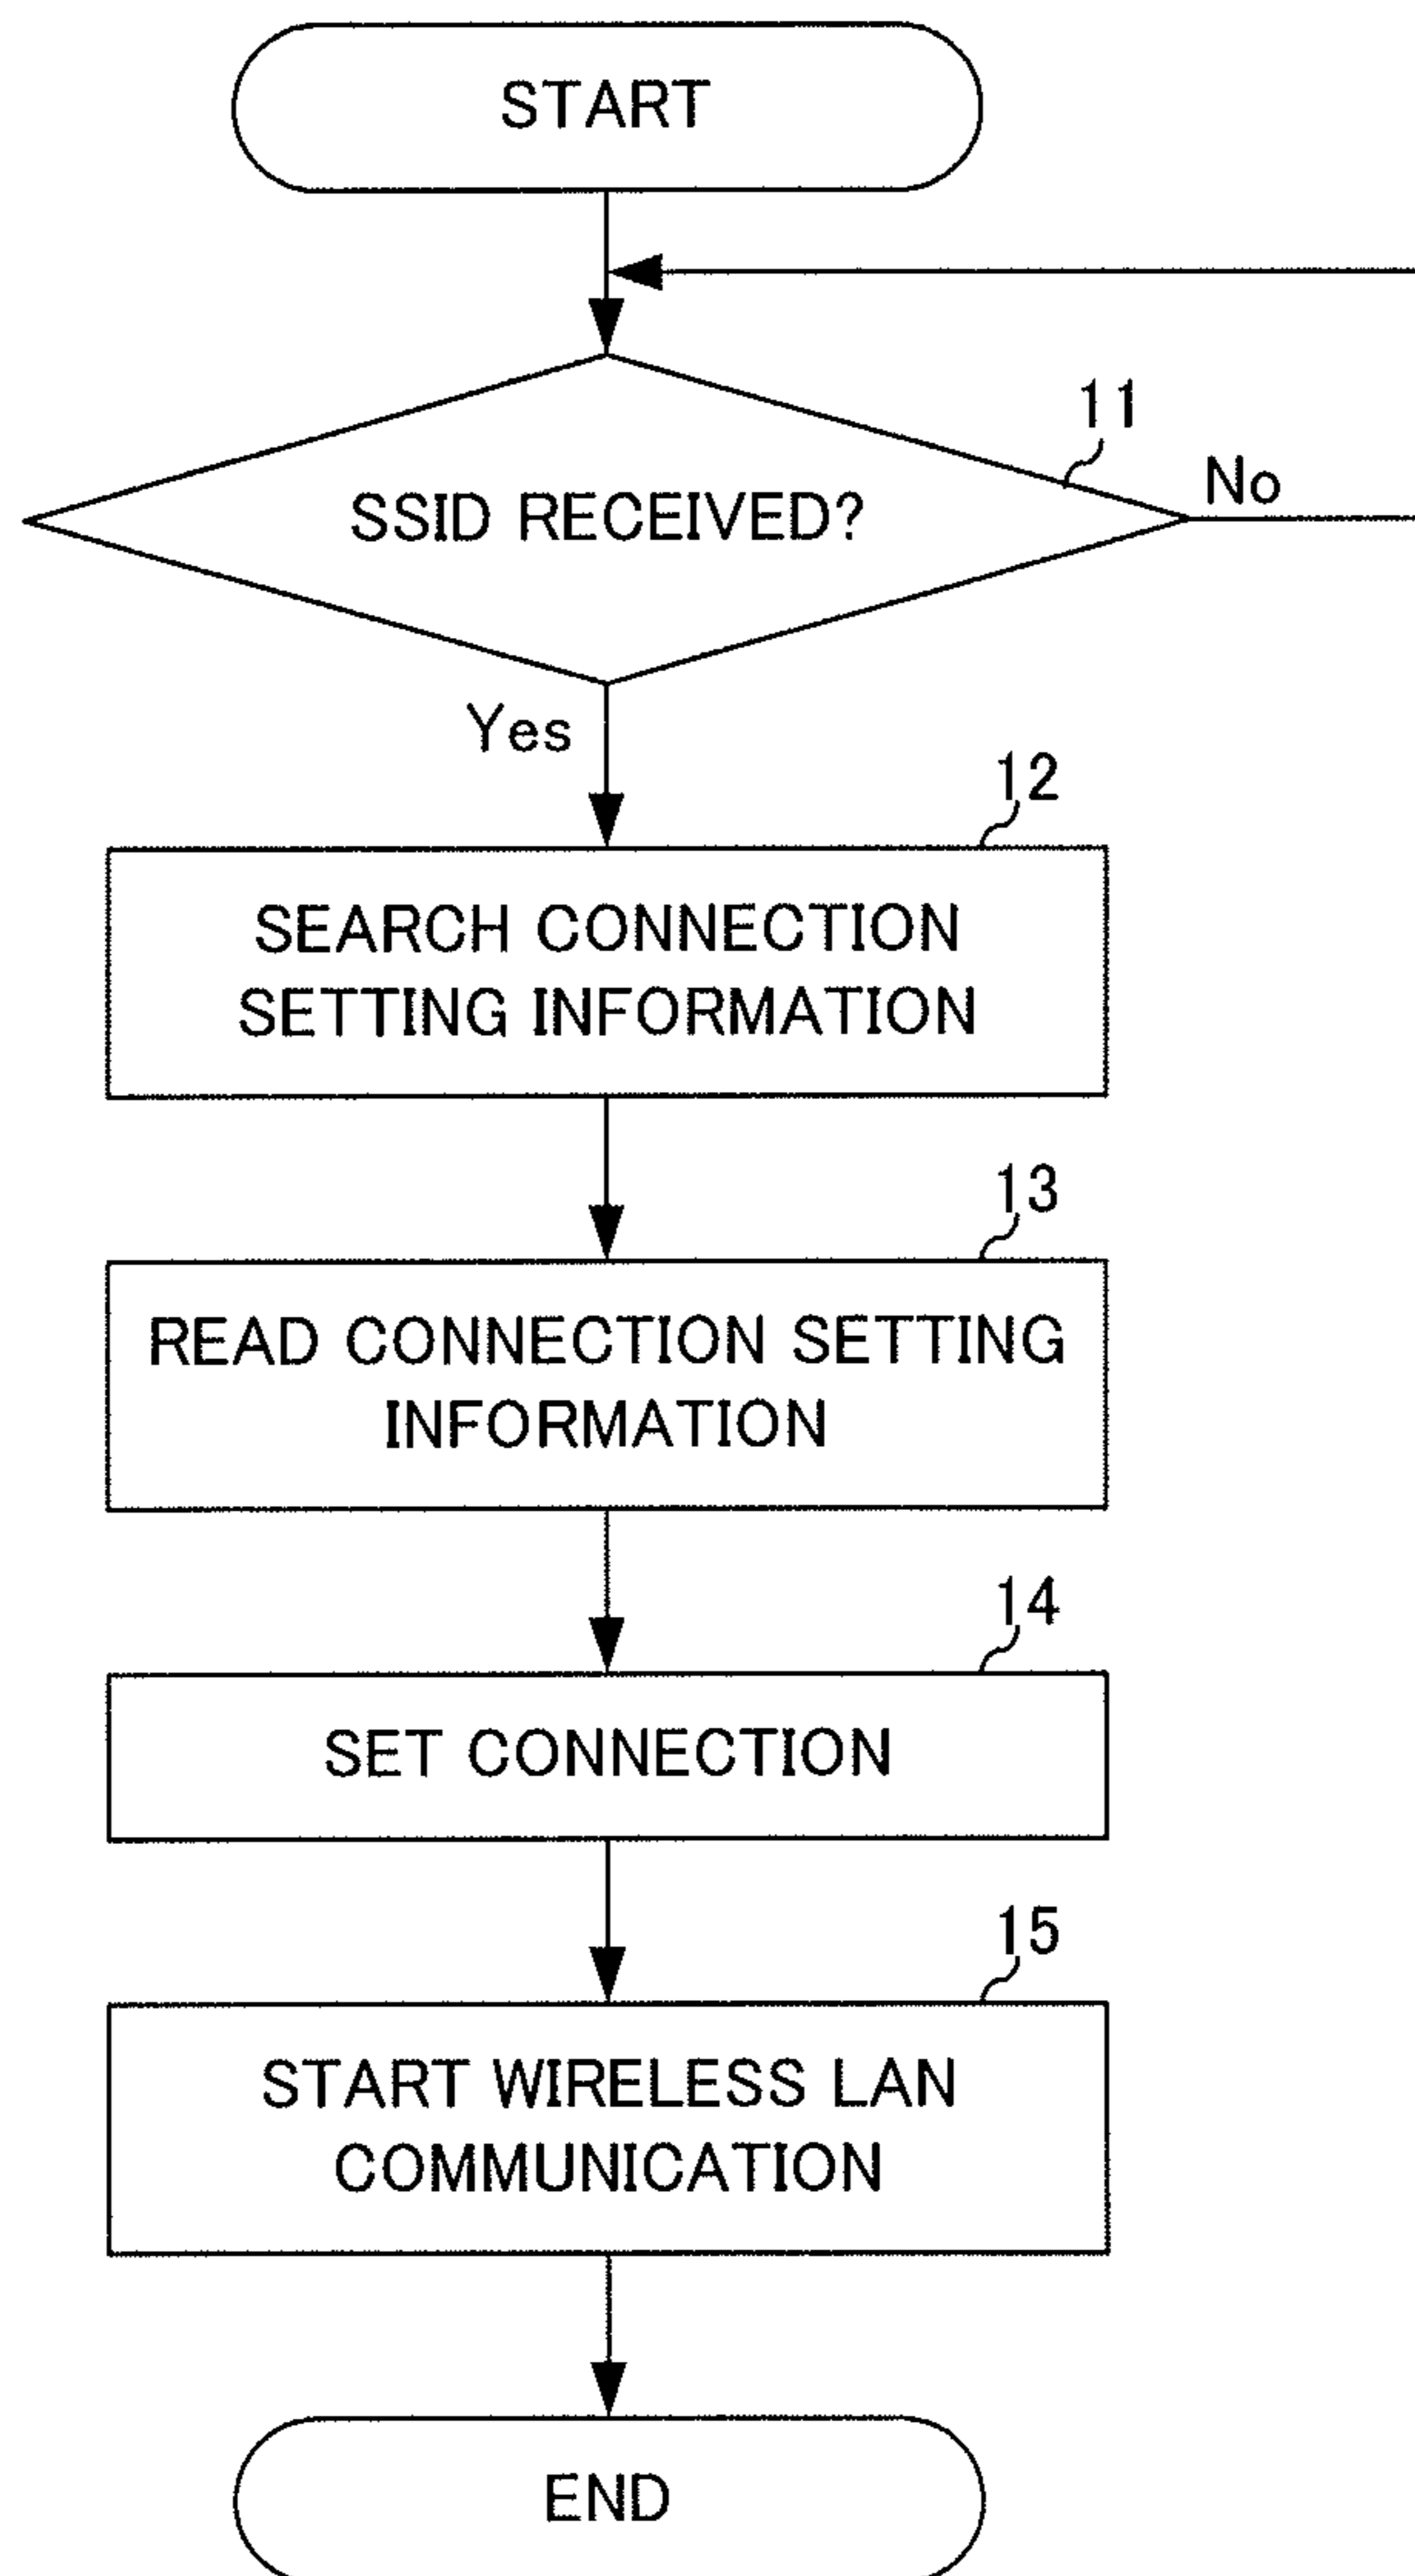 START
11
No
SSID RECEIVED?
Yes
12
SEARCH CONNECTION
SETTING INFORMATION
13
READ CONNECTION SETTING
INFORMATION
14
SET CONNECTION
15
START WIRELESS LAN
COMMUNICATION
END